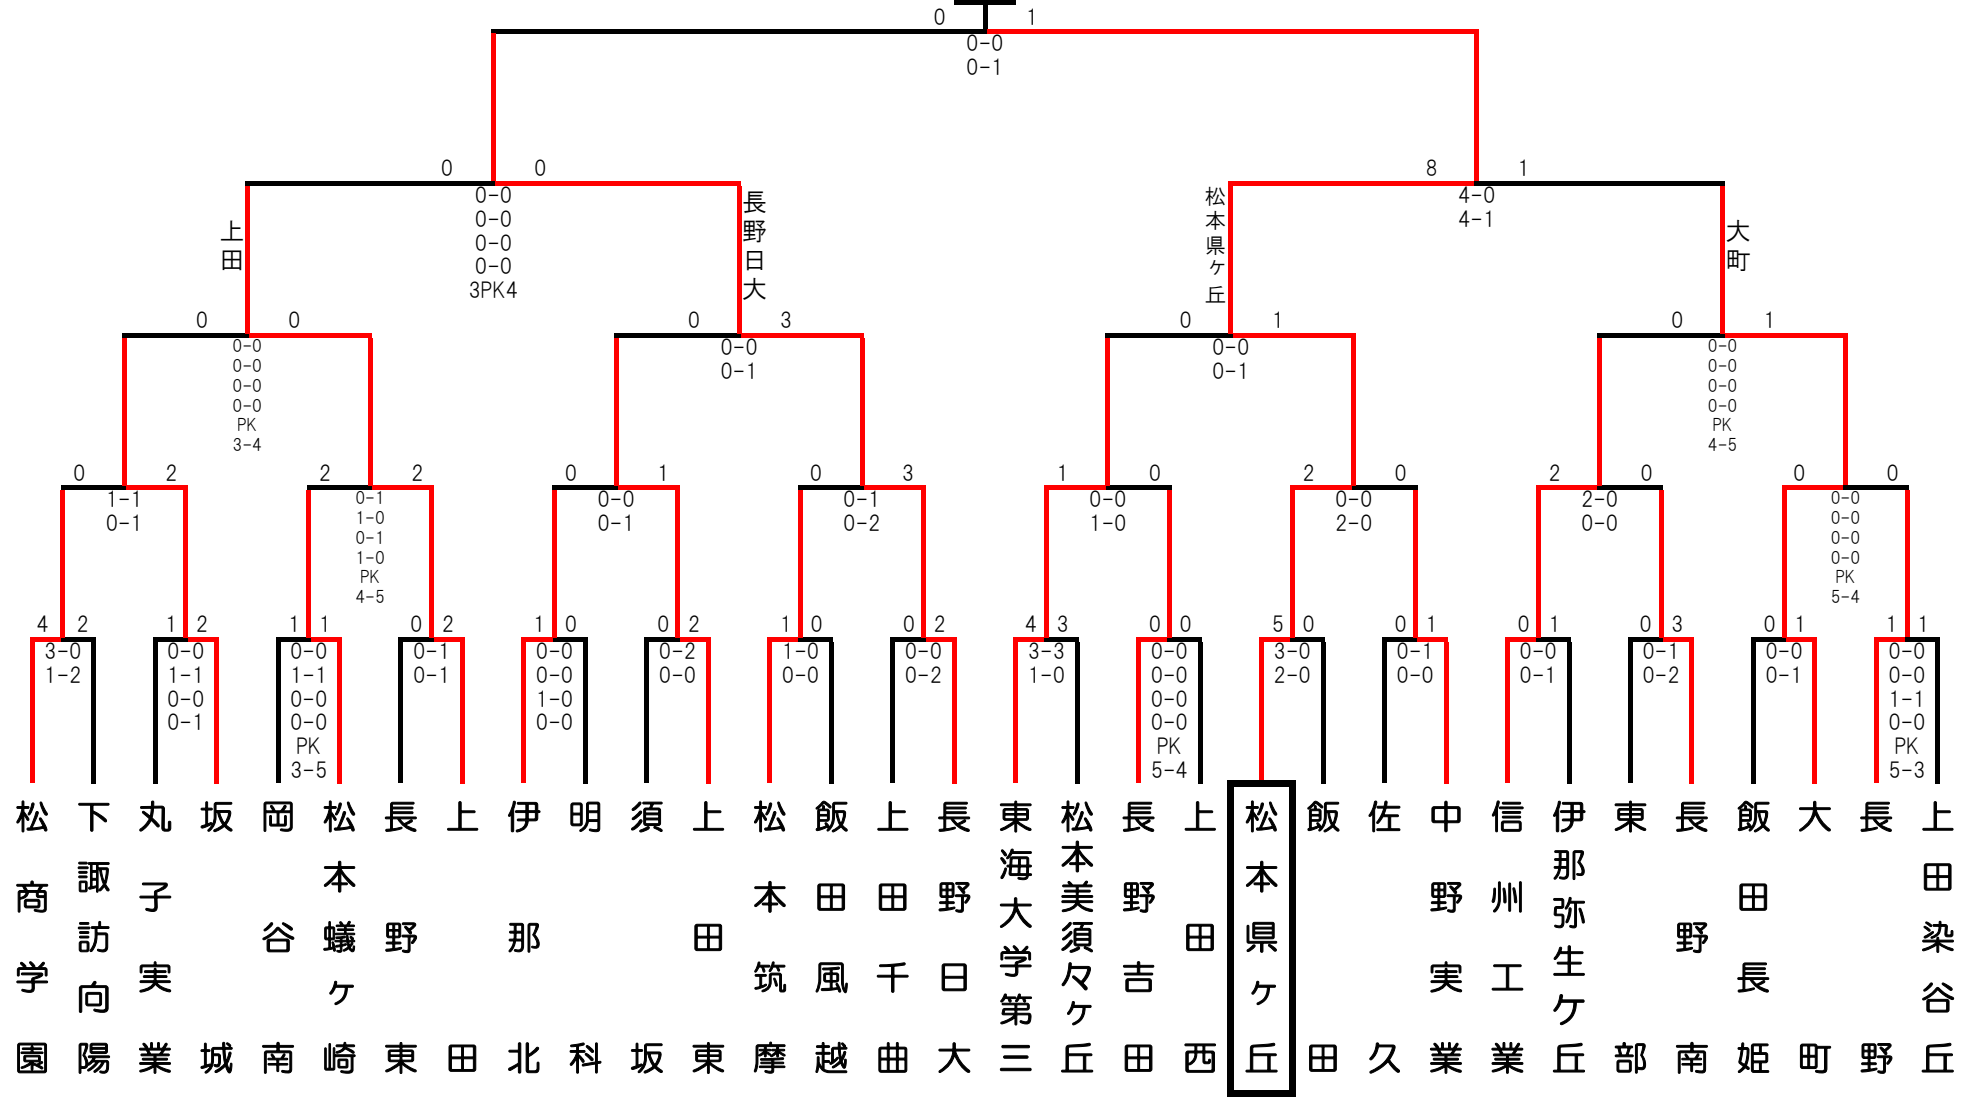 0 1
0-0
0-1
0 0
0-0
0-0
0-0
0-0
3PK4
8 1
4-0
4-1
上田
長野日大
松本県ケ丘
大町
0 0
0-0
0-0
0-0
0-0
PK
3-4
0 3
0-0
0-1
0 1
0-0
0-1
0 1
0-0
0-0
0-0
0-0
PK
4-5
0 2
1-1
0-1
2 2
0-1
1-0
0-1
1-0
PK
4-5
0 1
0-0
0-1
0 3
0-1
0-2
1 0
0-0
1-0
2 0
0-0
2-0
2 0
2-0
0-0
0 0
0-0
0-0
0-0
0-0
PK
5-4
4 2
3-0
1-2
1 2
0-0
1-1
0-0
0-1
1 1
0-0
1-1
0-0
0-0
PK
3-5
0 2
0-1
0-1
1 0
0-0
0-0
1-0
0-0
0 2
0-2
0-0
1 0
1-0
0-0
0 2
0-0
0-2
4 3
3-3
1-0
0 0
0-0
0-0
0-0
0-0
PK
5-4
5 0
3-0
2-0
0 1
0-1
0-0
0 1
0-0
0-1
0 3
0-1
0-2
0 1
0-0
0-1
1 1
0-0
0-0
1-1
0-0
PK
5-3
松商学園
下諏訪向陽
丸子実業
坂城
岡谷南
松本蟻ケ崎
長野東
上田
伊那北
明科
須坂
上田東
松本筑摩
飯田風越
上田千曲
長野日大
東海大学第三
松本美須々ケ丘
長野吉田
上田西
松本県ケ丘
飯田
佐久
中野実業
信州工業
伊那弥生ケ丘
東部
長野南
飯田長姫
大町
長野
上田染谷丘